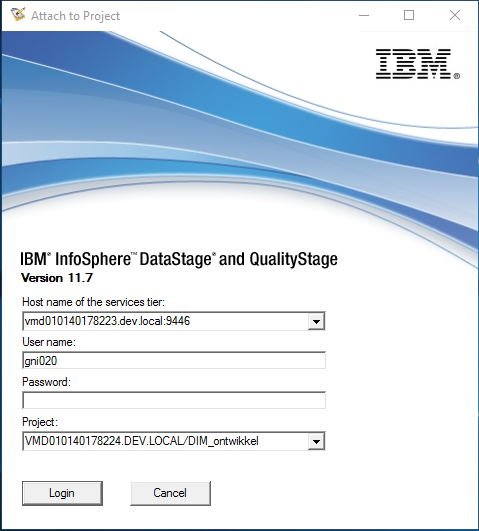 Attach to Project
IBM®
IBM® InfoSphere™ DataStage® and QualityStage
Version 11.7
Host name of the services tier:
vmd010140178223.dev.local:9446
User name:
gni020
Password:
Project:
VMD010140178224.DEV.LOCAL/DIM_ontwikkel
Login Cancel